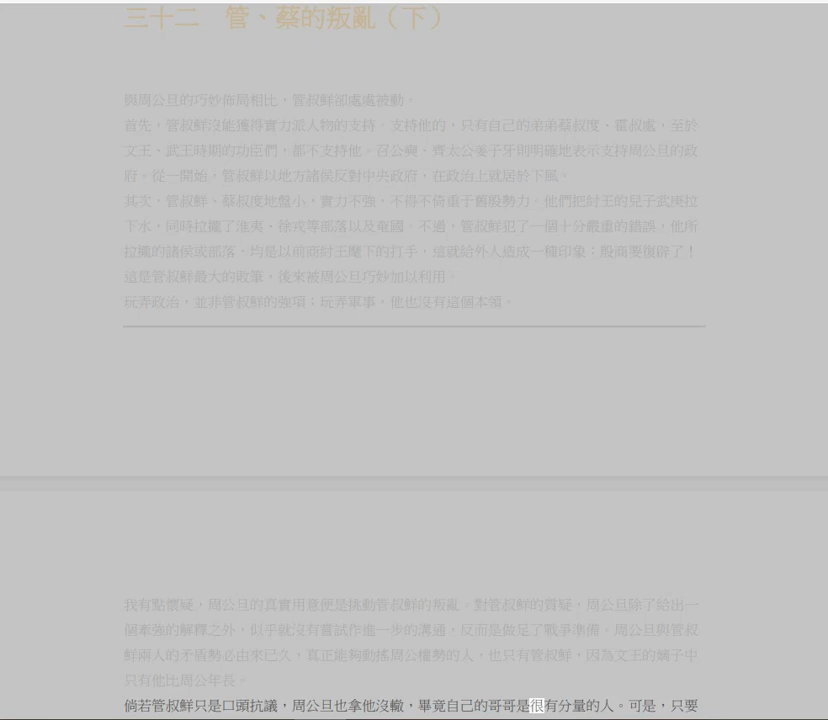 三十二　管、蔡的叛亂（下）
與周公旦的巧妙佈局相比，管叔鮮卻處處被動。
首先，管叔鮮沒能獲得實力派人物的支持。支持他的，只有自己的弟弟蔡叔度、霍叔處，至於
文王、武王時期的功臣們，都不支持他。召公奭、齊太公姜子牙則明確地表示支持周公旦的政
府。從一開始，管叔鮮以地方諸侯反對中央政府，在政治上就居於下風。
其次，管叔鮮、蔡叔度地盤小，實力不強，不得不倚重于舊殷勢力。他們把紂王的兒子武庚拉
下水，同時拉攏了淮夷、徐戎等部落以及奄國。不過，管叔鮮犯了一個十分嚴重的錯誤，他所
拉攏的諸侯或部落，均是以前商紂王麾下的打手，這就給外人造成一種印象：殷商要復辟了！
這是管叔鮮最大的敗筆，後來被周公旦巧妙加以利用。
玩弄政治，並非管叔鮮的強項；玩弄軍事，他也沒有這個本領。
我有點懷疑，周公旦的真實用意便是挑動管叔鮮的叛亂。對管叔鮮的質疑，周公旦除了給出一
個牽強的解釋之外，似乎就沒有嘗試作進一步的溝通，反而是做足了戰爭準備。周公旦與管叔
鮮兩人的矛盾勢必由來已久，真正能夠動搖周公權勢的人，也只有管叔鮮，因為文王的嫡子中
只有他比周公年長。
倘若管叔鮮只是口頭抗議，周公旦也拿他沒轍，畢竟自己的哥哥是很有分量的人。可是，只要